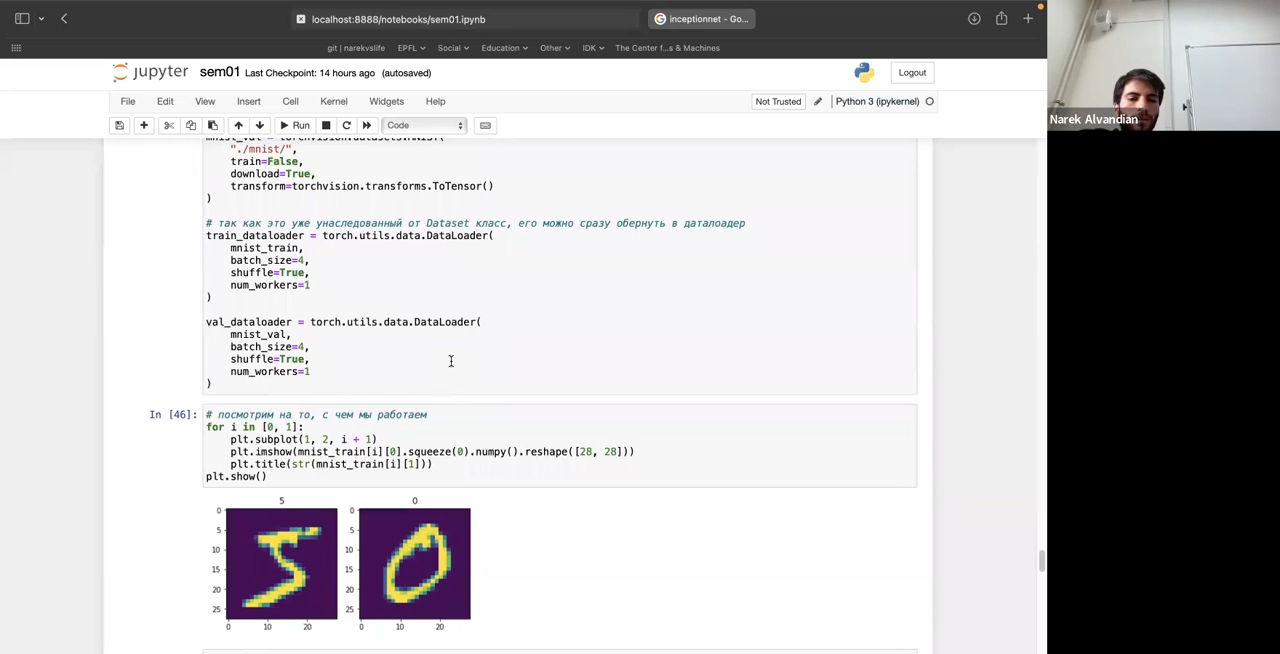 localhost:8888/notebooks/sem01.ipynb
inceptionnet - Go...
git | narekvslife
EPFL
Social
Education
Other
IDK
The Center f...s & Machines
jupyter sem01 Last Checkpoint: 14 hours ago (autosaved)
Logout
File Edit View Insert Cell Kernel Widgets Help
Not Trusted
Python 3 (ipykernel)
Run
Code
mnist_val = torchvision.datasets.MNIST(
"./mnist/",
train=False,
download=True,
transform=torchvision.transforms.ToTensor()
)
# так как это уже унаследованный от Dataset класс, его можно сразу обернуть в даталоадер
train_dataloader = torch.utils.data.DataLoader(
mnist_train,
batch_size=4,
shuffle=True,
num_workers=1
)
val_dataloader = torch.utils.data.DataLoader(
mnist_val,
batch_size=4,
shuffle=True,
num_workers=1
)
In [46]:
# посмотрим на то, с чем мы работаем
for i in [0, 1]:
plt.subplot(1, 2, i + 1)
plt.imshow(mnist_train[i][0].squeeze(0).numpy().reshape([28, 28]))
plt.title(str(mnist_train[i][1]))
plt.show()
5 0
0 0
5 5
10 10
15 15
20 20
25 25
0 10 20 0 10 20
Narek Alvandian